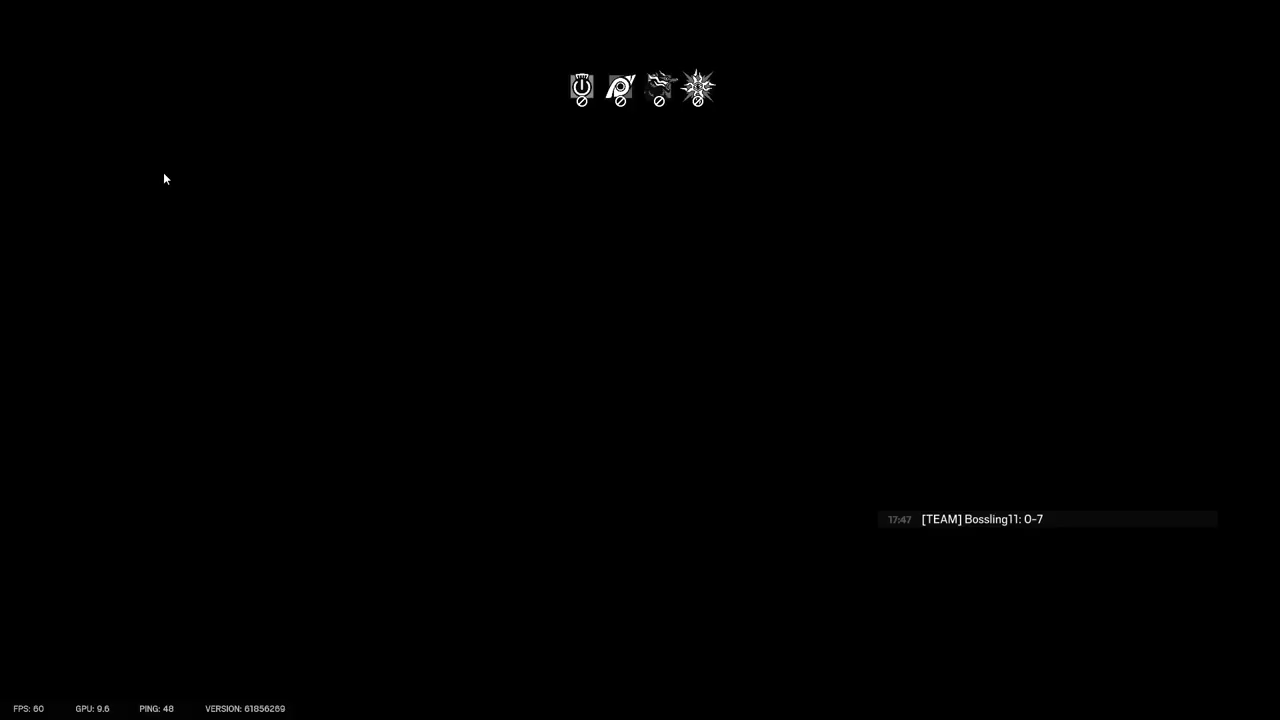 17:47 [TEAM] Bossling11: 0-7
FPS: 60 GPU: 9.6 PING: 48 VERSION: 61856269